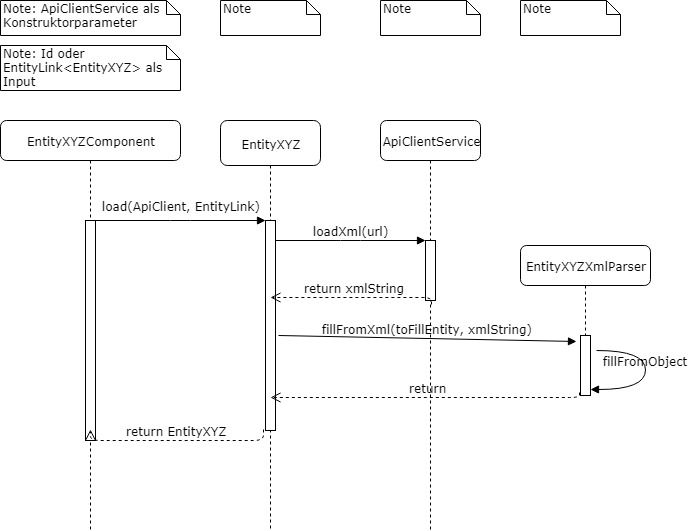 Note: ApiClientService als
Konstruktorparameter
Note
Note
Note
Note: Id oder
EntityLink<EntityXYZ> als
Input
EntityXYZComponent
EntityXYZ
ApiClientService
load(ApiClient, EntityLink)
loadXml(url)
EntityXYZXmlParser
return xmlString
fillFromXml(toFillEntity, xmlString)
fillFromObject
return
return EntityXYZ